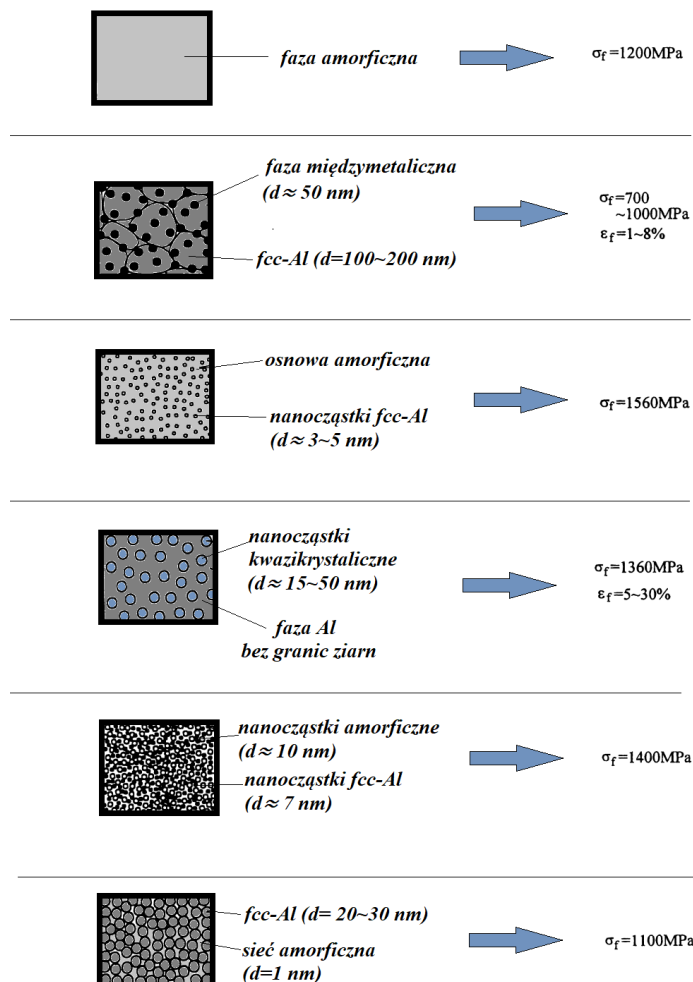 faza amorficzna
σf=1200MPa
faza międzymetaliczna
(d≈ 50 nm)
fcc-Al (d=100~200 nm)
σf=700
~1000MPa
εf=1~8%
osnowa amorficzna
nanocząstki fcc-Al
(d≈ 3~5 nm)
σf=1560MPa
nanocząstki
kwazikrystaliczne
(d≈ 15~50 nm)
faza Al
bez granic ziarn
σf=1360MPa
εf=5~30%
nanocząstki amorficzne
(d≈ 10 nm)
nanocząstki fcc-Al
(d≈ 7 nm)
σf=1400MPa
fcc-Al (d= 20~30 nm)
sieć amorficzna
(d=1 nm)
σf=1100MPa